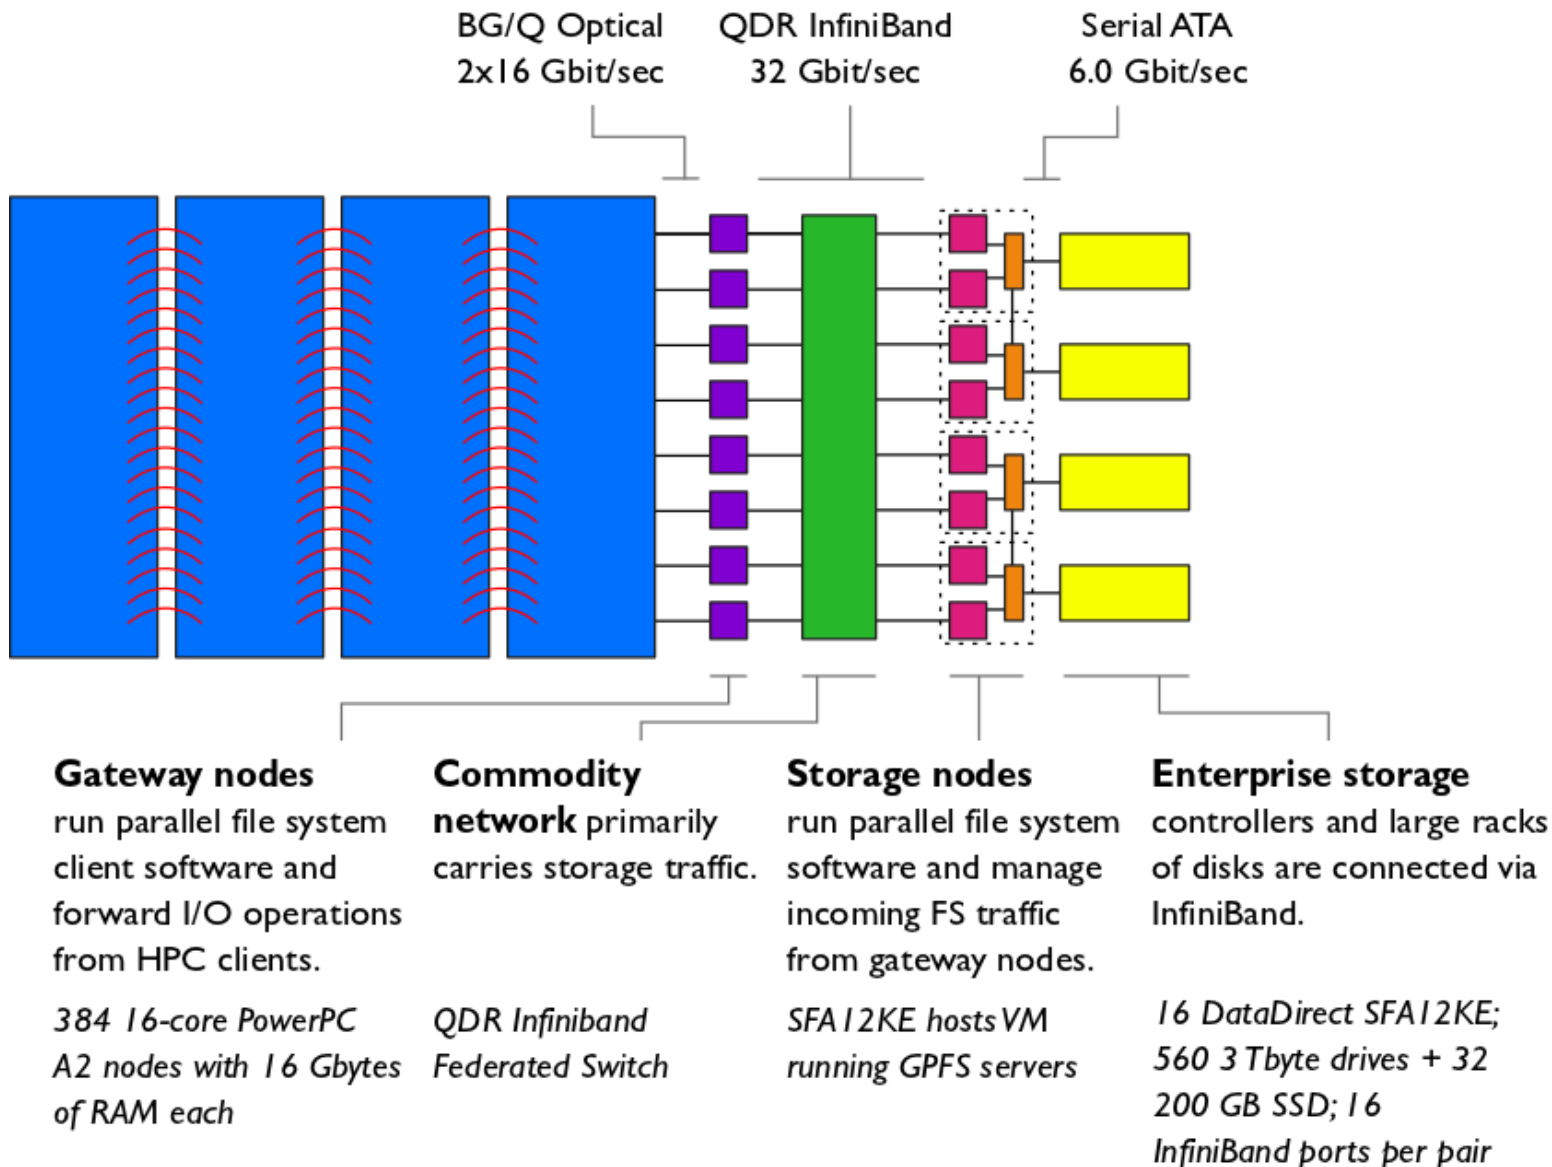 BG/Q Optical
2x16 Gbit/sec
QDR InfiniBand
32 Gbit/sec
Serial ATA
6.0 Gbit/sec
Gateway nodes
run parallel file system
client software and
forward I/O operations
from HPC clients.
384 16-core PowerPC
A2 nodes with 16 Gbytes
of RAM each
Commodity
network primarily
carries storage traffic.
QDR Infiniband
Federated Switch
Storage nodes
run parallel file system
software and manage
incoming FS traffic
from gateway nodes.
SFA12KE hosts VM
running GPFS servers
Enterprise storage
controllers and large racks
of disks are connected via
InfiniBand.
16 DataDirect SFA12KE;
560 3 Tbyte drives + 32
200 GB SSD; 16
InfiniBand ports per pair